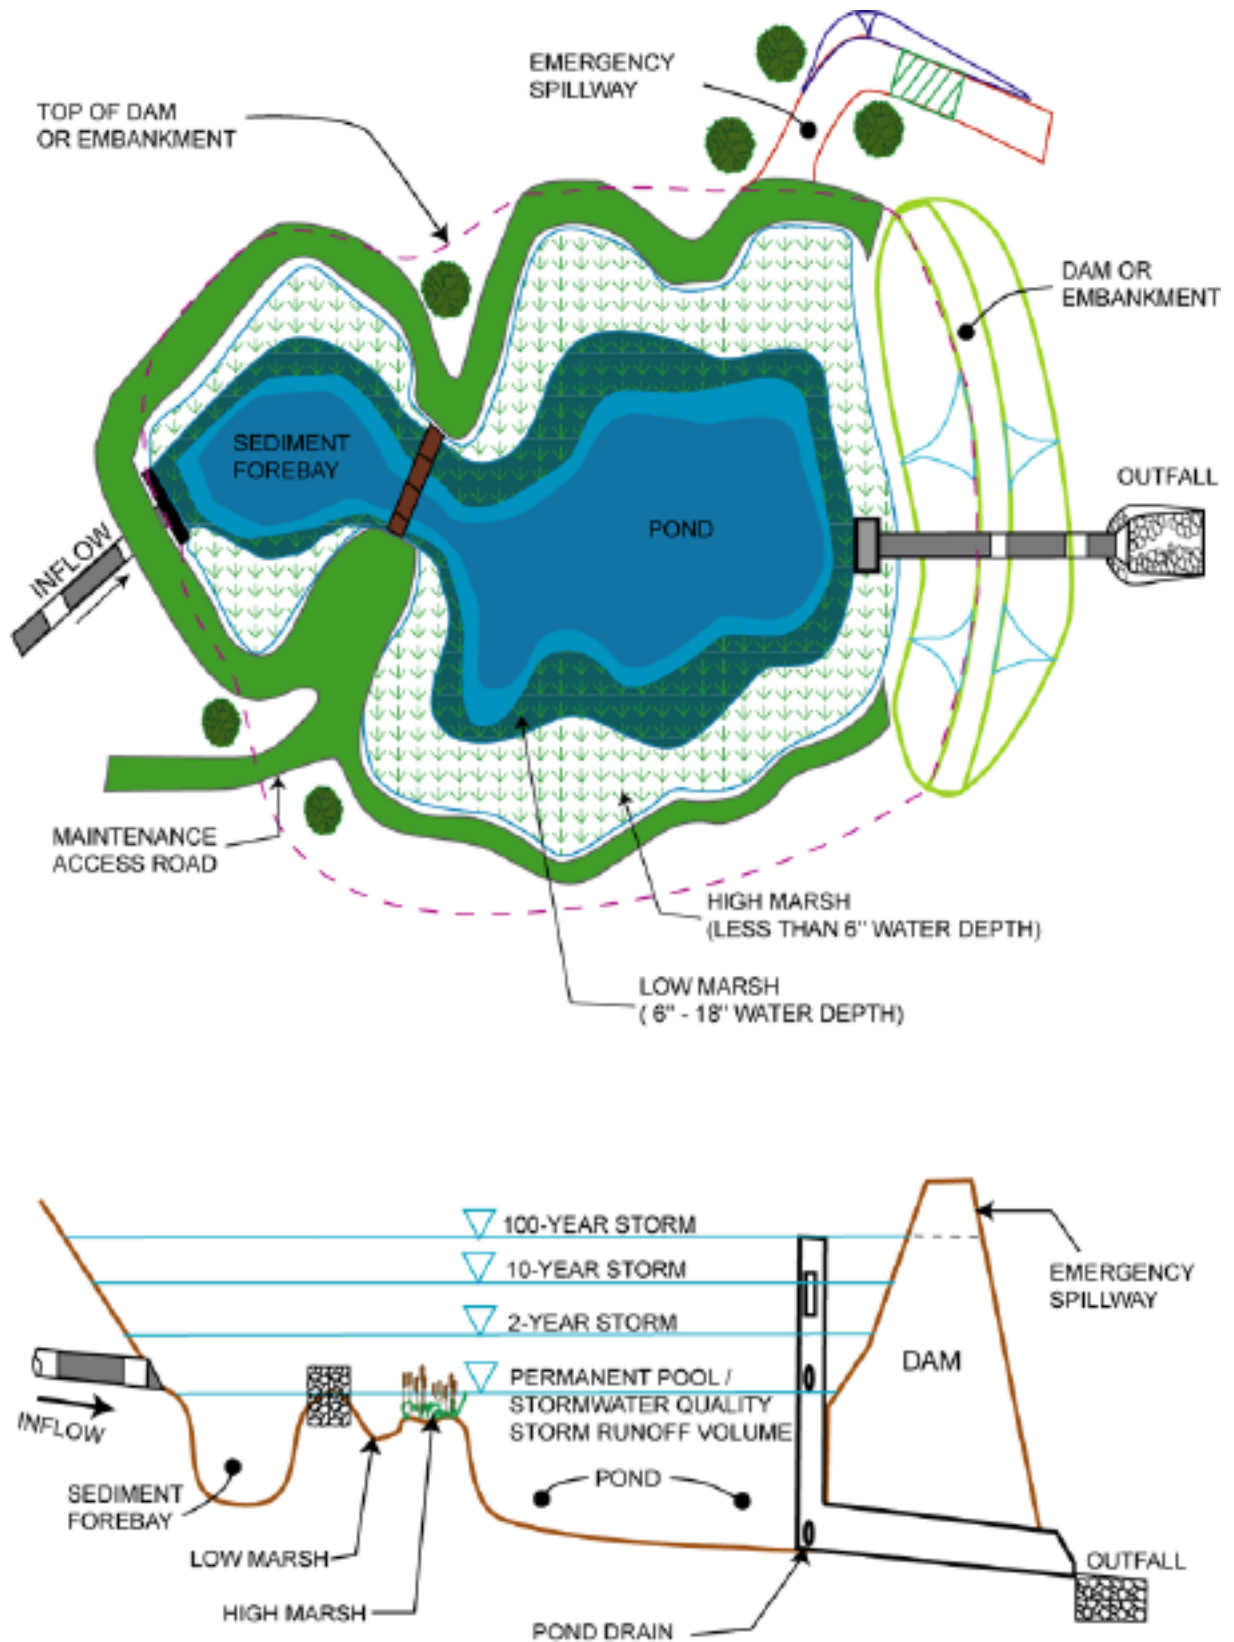 EMERGENCY
SPILLWAY
TOP OF DAM
OR EMBANKMENT
DAM OR
EMBANKMENT
SEDIMENT
FOREBAY
OUTFALL
POND
INFLOW
MAINTENANCE
ACCESS ROAD
HIGH MARSH
(LESS THAN 6" WATER DEPTH)
LOW MARSH
( 6" - 18" WATER DEPTH)
100-YEAR STORM
10-YEAR STORM
EMERGENCY
SPILLWAY
2-YEAR STORM
DAM
PERMANENT POOL /
STORMWATER QUALITY
STORM RUNOFF VOLUME
INFLOW
POND
SEDIMENT
FOREBAY
LOW MARSH
OUTFALL
HIGH MARSH
POND DRAIN